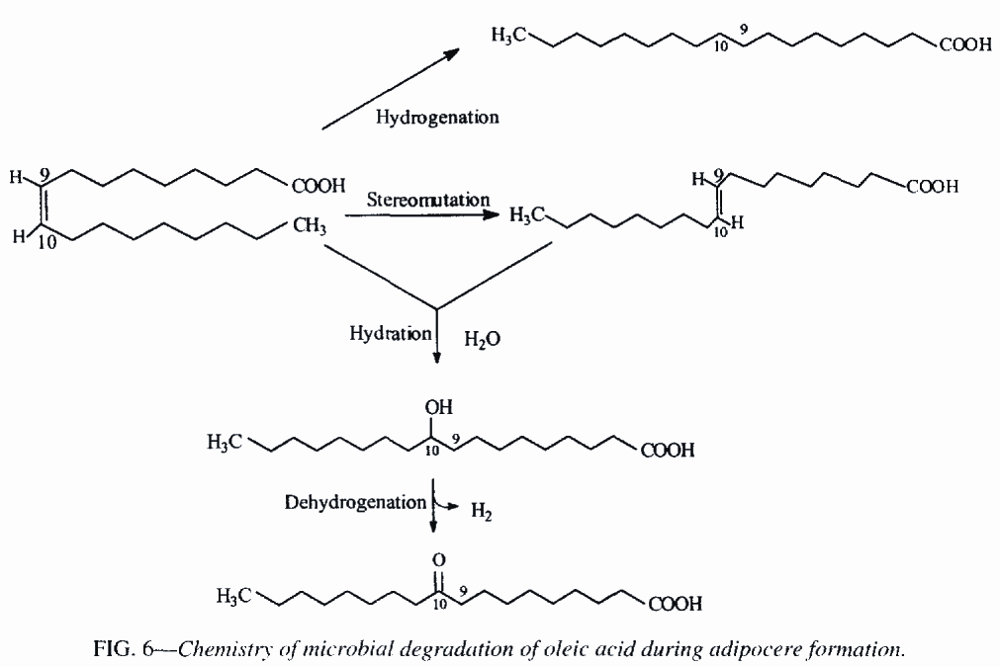 H₃C 10 9 COOH
Hydrogenation
H 9 COOH
H 10 CH₃
Stereomutation
H 9 COOH
H₃C 10 H
Hydration H₂O
OH
H₃C 10 9 COOH
Dehydrogenation H₂
O
H₃C 10 9 COOH
FIG. 6—Chemistry of microbial degradation of oleic acid during adipocere formation.